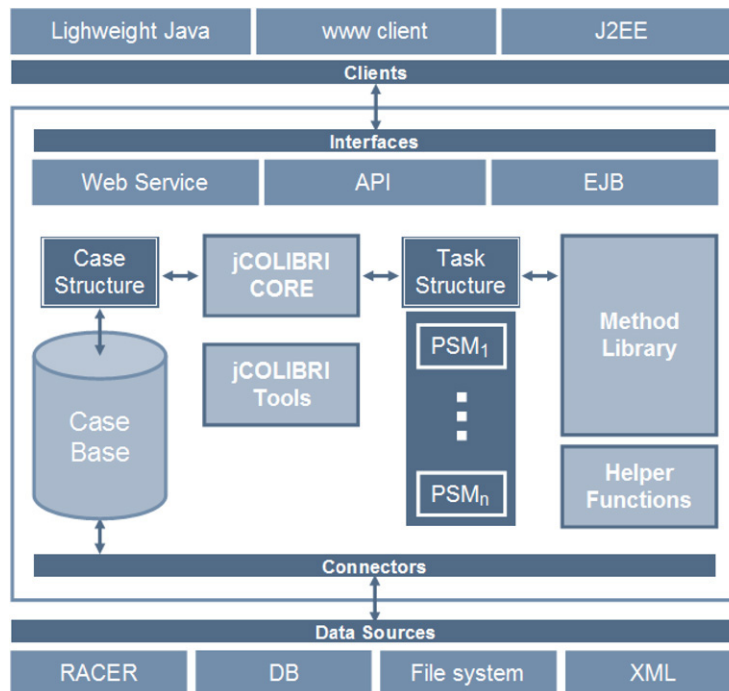 Lighweight Java
www client
J2EE
Clients
Interfaces
Web Service
API
EJB
Case
Structure
jCOLIBRI
CORE
Task
Structure
Method
Library
PSM1
jCOLIBRI
Tools
Case
Base
Helper
Functions
PSMn
Connectors
Data Sources
RACER
DB
File system
XML